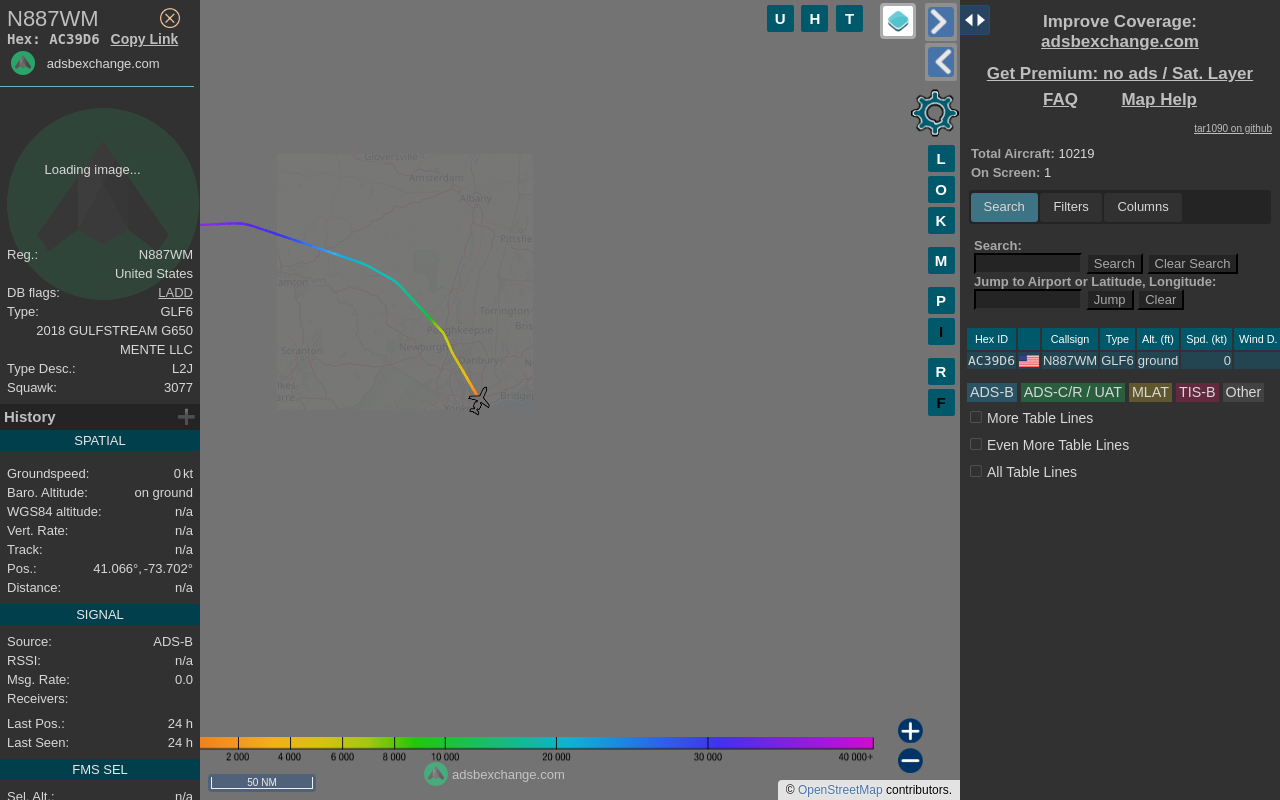 N887WM
Hex: AC39D6 Copy Link
adsbexchange.com
Loading image...
Reg.: N887WM
United States
DB flags: LADD
Type: GLF6
2018 GULFSTREAM G650
MENTE LLC
Type Desc.: L2J
Squawk: 3077
History
SPATIAL
Groundspeed: 0 kt
Baro. Altitude: on ground
WGS84 altitude: n/a
Vert. Rate: n/a
Track: n/a
Pos.: 41.066°, -73.702°
Distance: n/a
SIGNAL
Source: ADS-B
RSSI: n/a
Msg. Rate: 0.0
Receivers:
Last Pos.: 24 h
Last Seen: 24 h
FMS SEL
Sel. Alt.: n/a
U H T
L
O
K
M
P
I
R
F
Gloversville
Amsterdam
Albany
Pittsfie
amton
Torrington
Poughkeepsie
Bris
Newburgh
Scranton
Danbury
N
lkes
arre
Bridgep
Yonk
2 000 4 000 6 000 8 000 10 000 20 000 30 000 40 000+
adsbexchange.com
50 NM
© OpenStreetMap contributors.
Improve Coverage:
adsbexchange.com
Get Premium: no ads / Sat. Layer
FAQ Map Help
tar1090 on github
Total Aircraft: 10219
On Screen: 1
Search Filters Columns
Search:
Search Clear Search
Jump to Airport or Latitude, Longitude:
Jump Clear
Hex ID Callsign Type Alt. (ft) Spd. (kt) Wind D.
AC39D6 N887WM GLF6 ground 0
ADS-B ADS-C/R / UAT MLAT TIS-B Other
More Table Lines
Even More Table Lines
All Table Lines